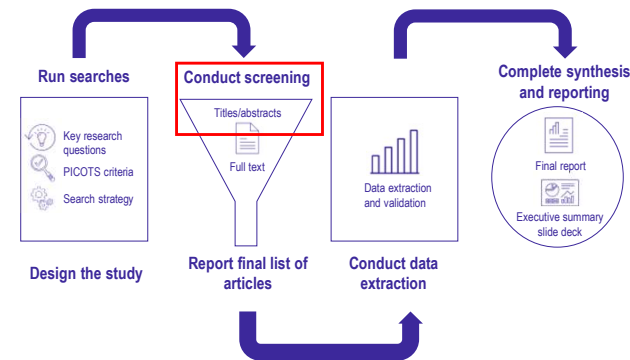 Run searches
Key research
questions
PICOTS criteria
Search strategy
Design the study
Conduct screening
Titles/abstracts
Full text
Report final list of
articles
Data extraction
and validation
Conduct data
extraction
Complete synthesis
and reporting
Final report
Executive summary
slide deck